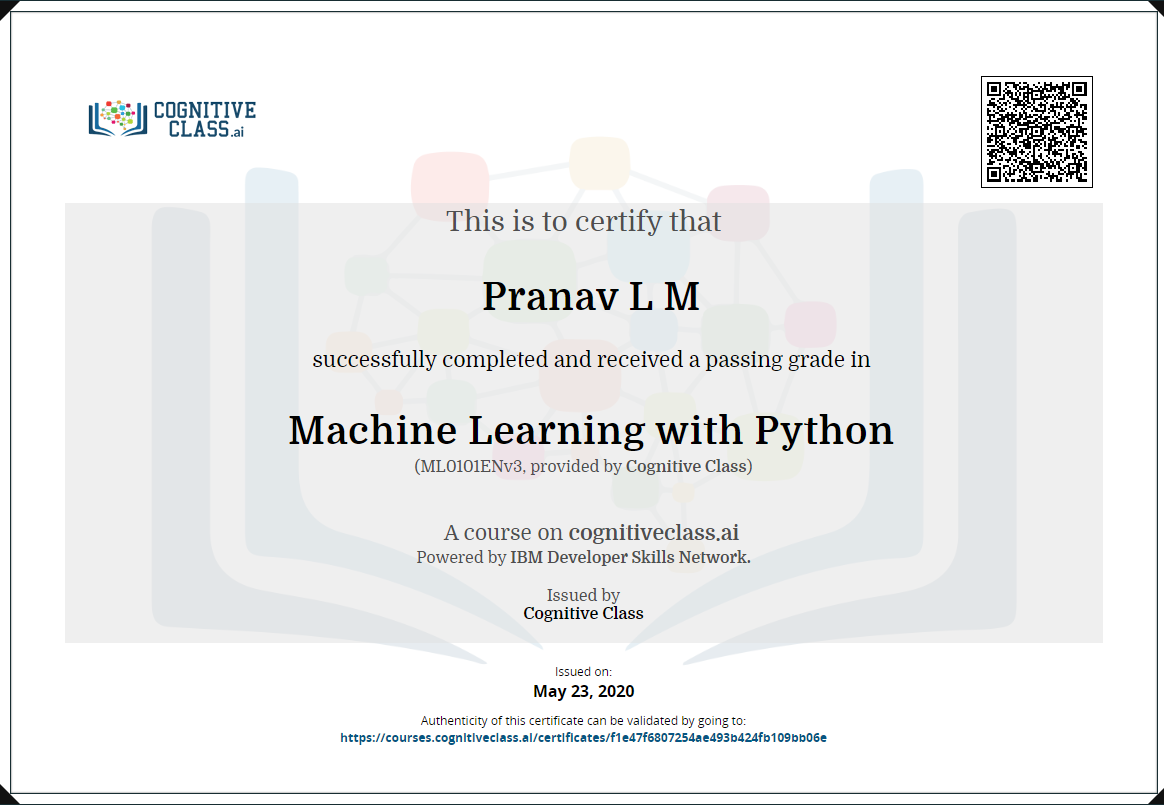 COGNITIVE
CLASS.ai
This is to certify that
Pranav L M
successfully completed and received a passing grade in
Machine Learning with Python
(ML0101ENv3, provided by Cognitive Class)
A course on cognitiveclass.ai
Powered by IBM Developer Skills Network.
Issued by
Cognitive Class
Issued on:
May 23, 2020
Authenticity of this certificate can be validated by going to:
https://courses.cognitiveclass.ai/certificates/f1e47f6807254ae493b424fb109bb06e